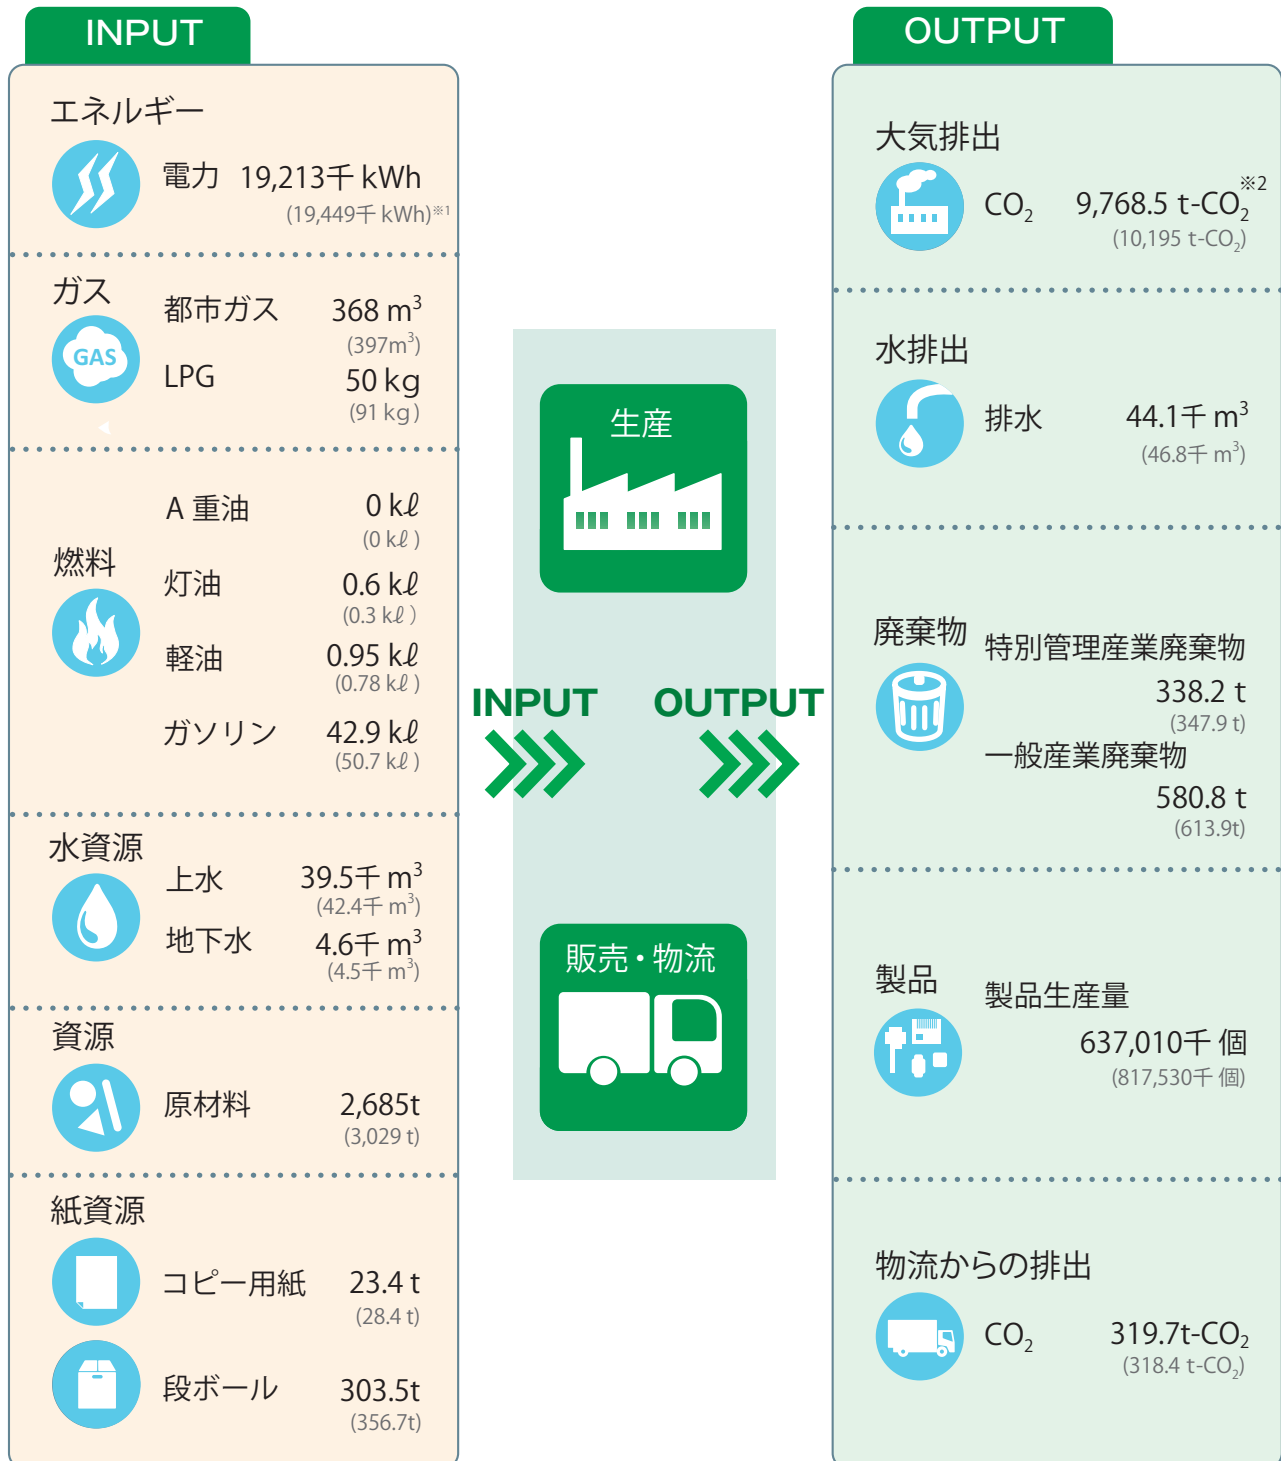 INPUT
エネルギー
電力 19,213千 kWh
(19,449千 kWh)※1
ガス
GAS
都市ガス 368 m³
(397m³)
LPG 50 kg
(91 kg)
燃料
A 重油 0 kℓ
(0 kℓ )
灯油 0.6 kℓ
(0.3 kℓ )
軽油 0.95 kℓ
(0.78 kℓ )
ガソリン 42.9 kℓ
(50.7 kℓ )
水資源
上水 39.5千 m³
(42.4千 m³)
地下水 4.6千 m³
(4.5千 m³)
資源
原材料 2,685t
(3,029 t)
紙資源
コピー用紙 23.4 t
(28.4 t)
段ボール 303.5t
(356.7t)
生産
INPUT OUTPUT
販売・物流
OUTPUT
大気排出
CO₂ 9,768.5 t-CO₂※2
(10,195 t-CO₂)
水排出
排水 44.1千 m³
(46.8千 m³)
廃棄物
特別管理産業廃棄物
338.2 t
(347.9 t)
一般産業廃棄物
580.8 t
(613.9t)
製品
製品生産量
637,010千 個
(817,530千 個)
物流からの排出
CO₂ 319.7t-CO₂
(318.4 t-CO₂)